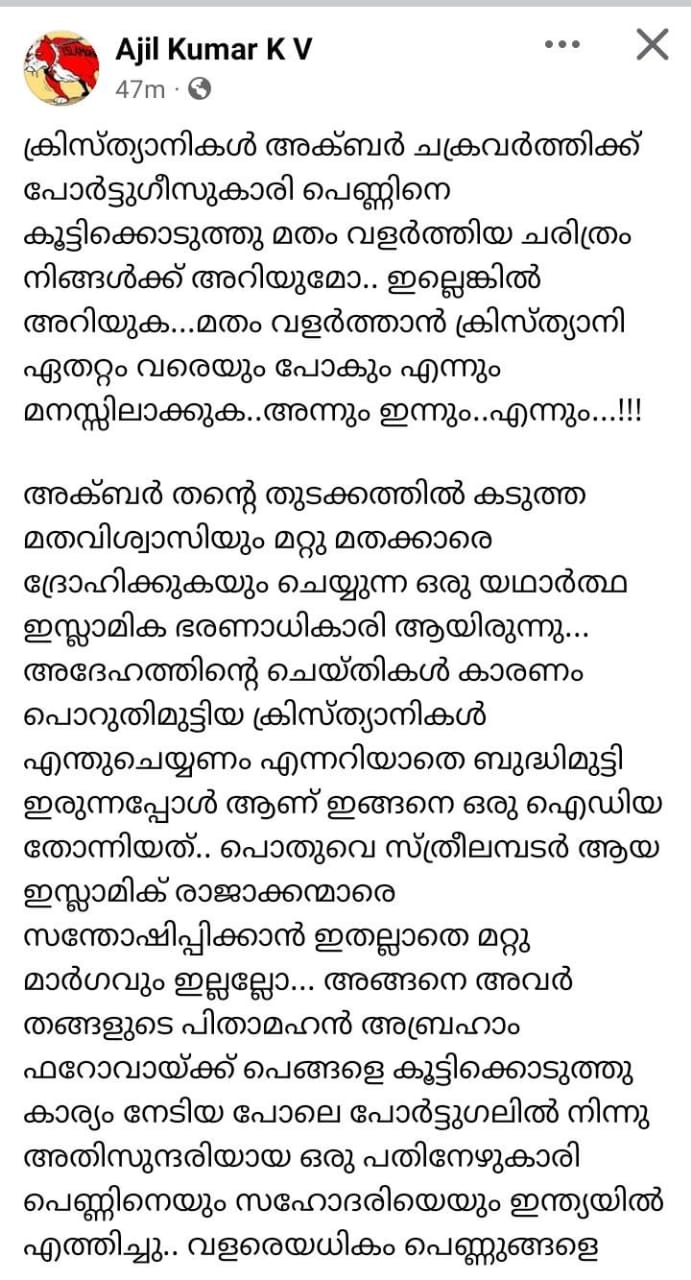 Ajil Kumar K V
47m ·
ക്രിസ്ത്യാനികൾ അക്ബർ ചക്രവർത്തിക്ക്
പോർട്ടുഗീസുകാരി പെണ്ണിനെ
കൂട്ടിക്കൊടുത്തു മതം വളർത്തിയ ചരിത്രം
നിങ്ങൾക്ക് അറിയുമോ.. ഇല്ലെങ്കിൽ
അറിയുക...മതം വളർത്താൻ ക്രിസ്ത്യാനി
ഏതറ്റം വരെയും പോകും എന്നും
മനസ്സിലാക്കുക..അന്നും ഇന്നും..എന്നും...!!!
അക്ബർ തന്റെ തുടക്കത്തിൽ കടുത്ത
മതവിശ്വാസിയും മറ്റു മതക്കാരെ
ദ്രോഹിക്കുകയും ചെയ്യുന്ന ഒരു യഥാർത്ഥ
ഇസ്ലാമിക ഭരണാധികാരി ആയിരുന്നു...
അദേഹത്തിന്റെ ചെയ്തികൾ കാരണം
പൊറുതിമുട്ടിയ ക്രിസ്ത്യാനികൾ
എന്തുചെയ്യണം എന്നറിയാതെ ബുദ്ധിമുട്ടി
ഇരുന്നപ്പോൾ ആണ് ഇങ്ങനെ ഒരു ഐഡിയ
തോന്നിയത്.. പൊതുവെ സ്ത്രീലമ്പടർ ആയ
ഇസ്ലാമിക് രാജാക്കന്മാരെ
സന്തോഷിപ്പിക്കാൻ ഇതല്ലാതെ മറ്റു
മാർഗവും ഇല്ലല്ലോ... അങ്ങനെ അവർ
തങ്ങളുടെ പിതാമഹൻ അബ്രഹാം
ഫറോവായ്ക്ക് പെങ്ങളെ കൂട്ടിക്കൊടുത്തു
കാര്യം നേടിയ പോലെ പോർട്ടുഗലിൽ നിന്നു
അതിസുന്ദരിയായ ഒരു പതിനേഴുകാരി
പെണ്ണിനെയും സഹോദരിയെയും ഇന്ത്യയിൽ
എത്തിച്ചു.. വളരെയധികം പെണ്ണുങ്ങളെ